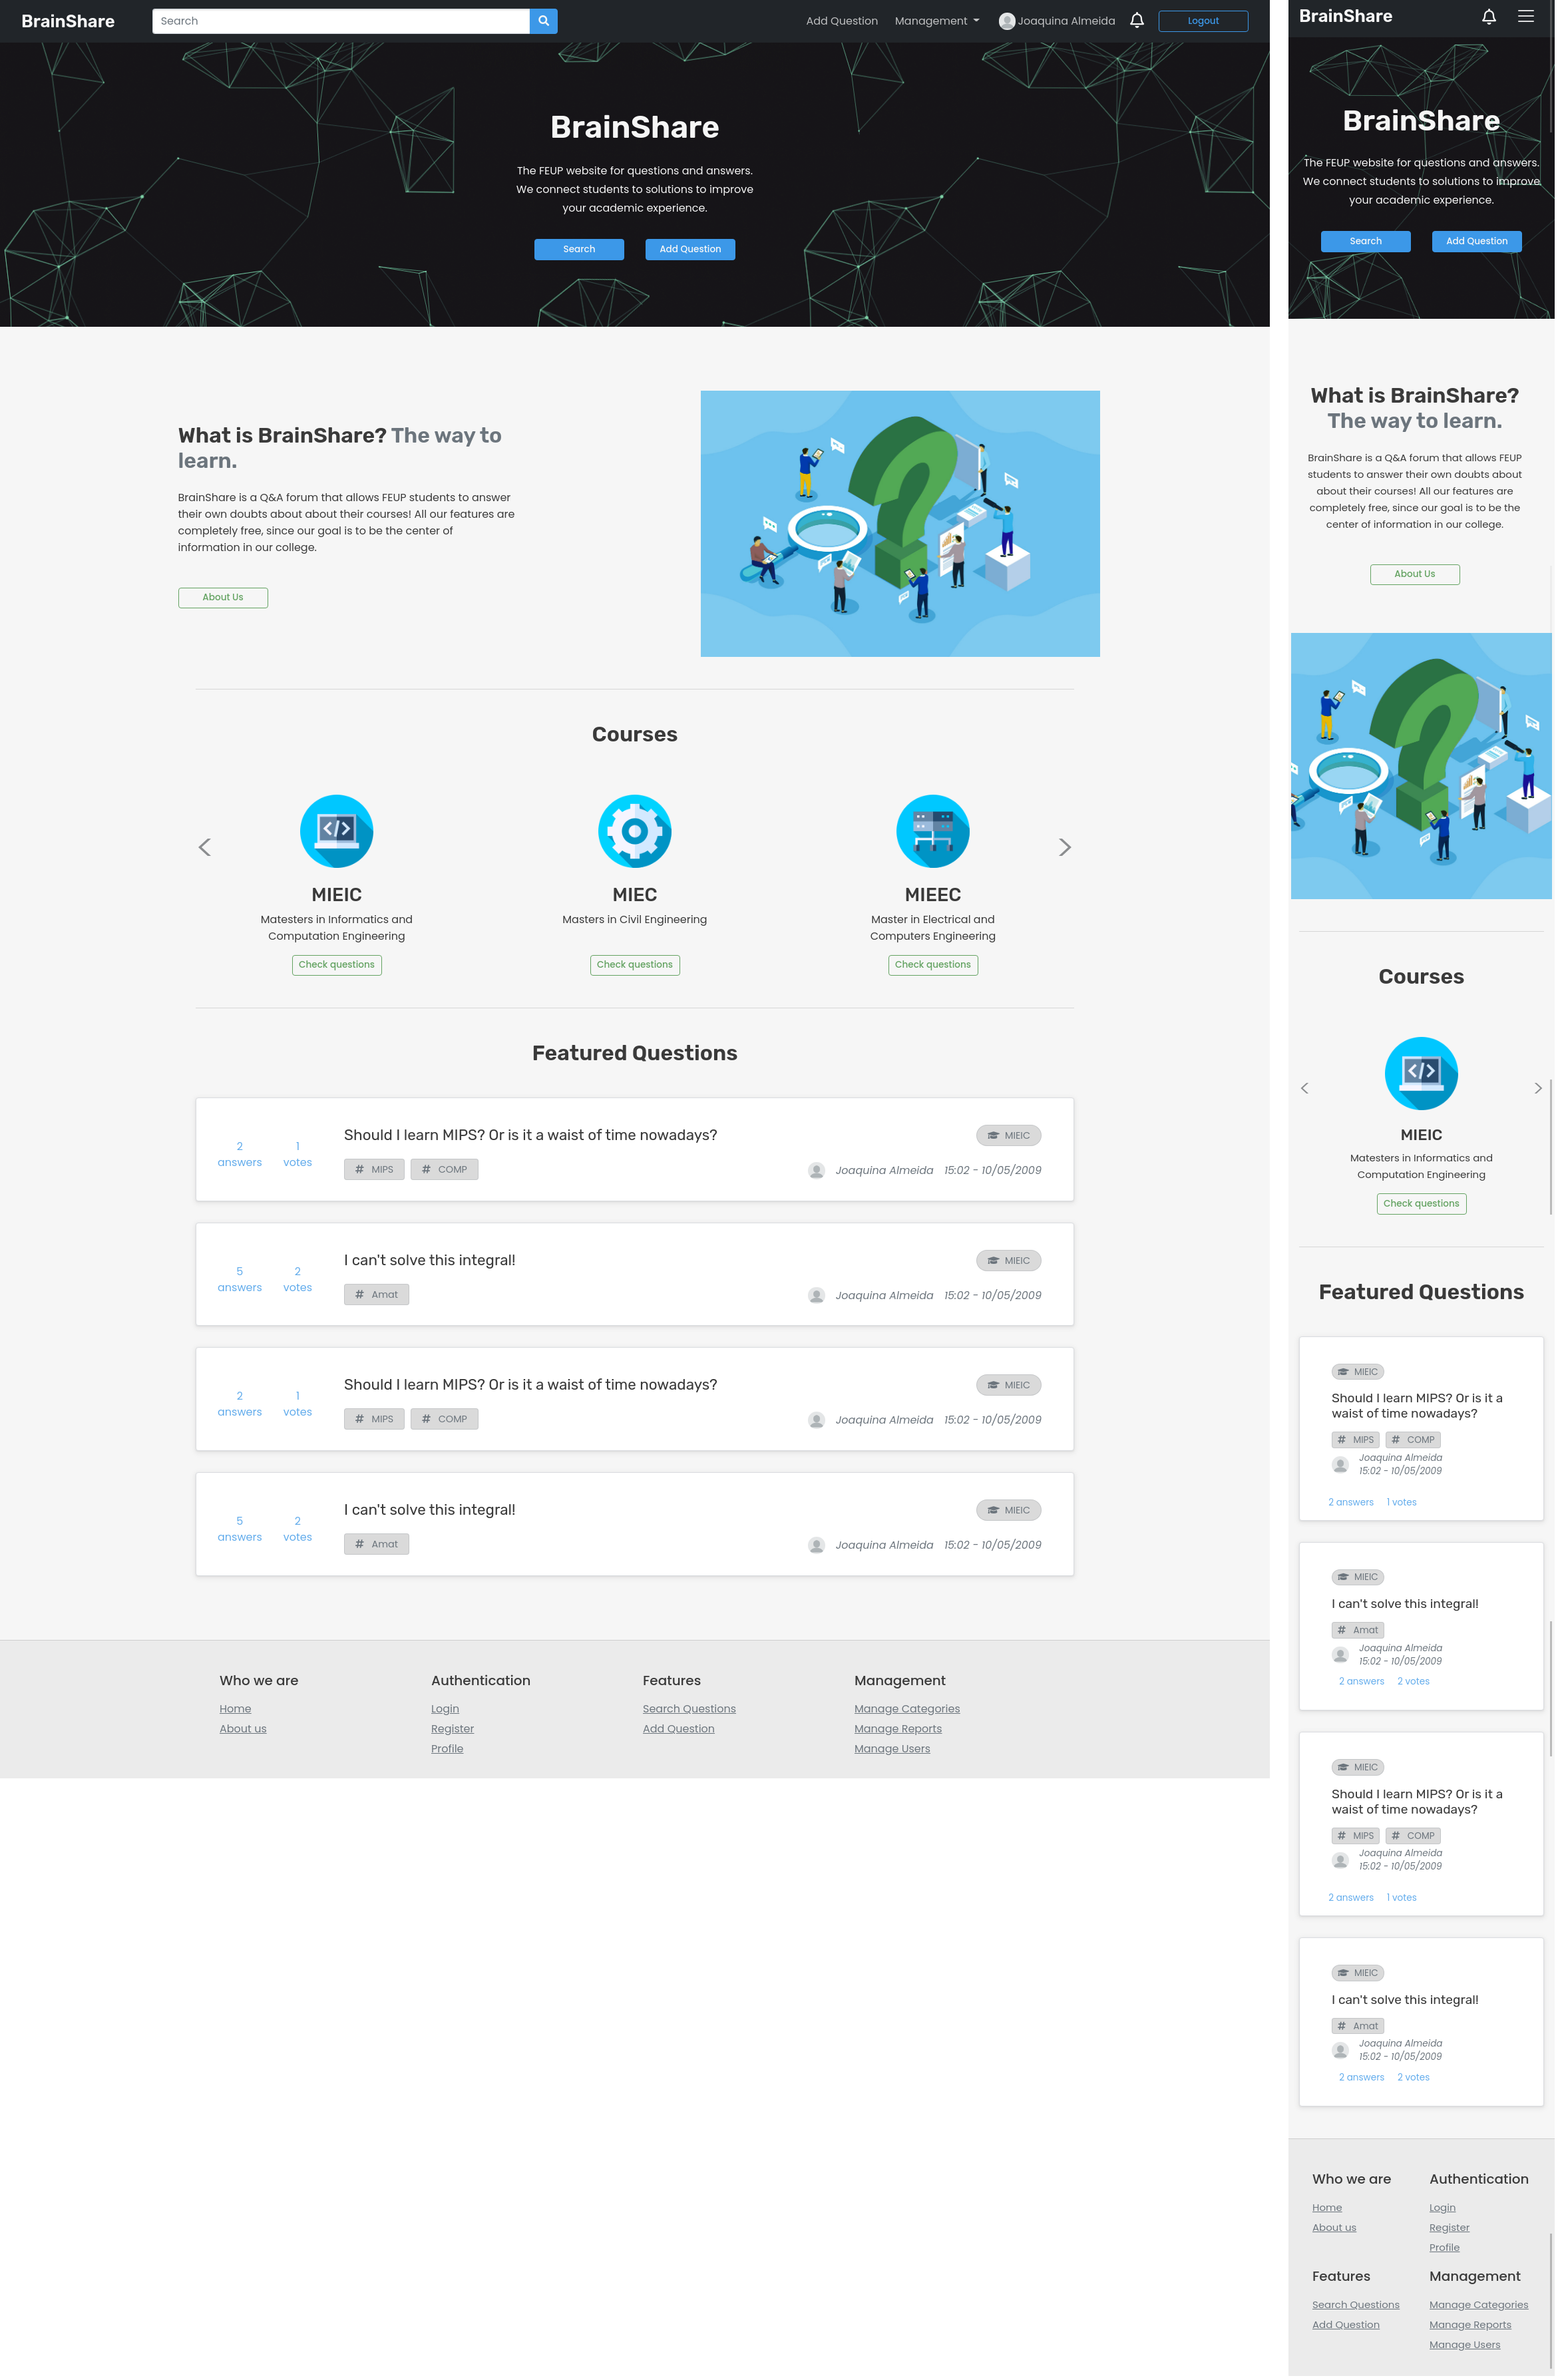 BrainShare
Search
Add Question
Management
Joaquina Almeida
Logout
BrainShare
The FEUP website for questions and answers.
We connect students to solutions to improve
your academic experience.
Search
Add Question
What is BrainShare? The way to
learn.
BrainShare is a Q&A forum that allows FEUP students to answer
their own doubts about about their courses! All our features are
completely free, since our goal is to be the center of
information in our college.
About Us
Courses
MIEIC
Matesters in Informatics and
Computation Engineering
Check questions
MIEC
Masters in Civil Engineering
Check questions
MIEEC
Master in Electrical and
Computers Engineering
Check questions
Featured Questions
2 answers
1 votes
Should I learn MIPS? Or is it a waist of time nowadays?
MIEIC
# MIPS
# COMP
Joaquina Almeida 15:02 - 10/05/2009
5 answers
2 votes
I can't solve this integral!
MIEIC
# Amat
Joaquina Almeida 15:02 - 10/05/2009
2 answers
1 votes
Should I learn MIPS? Or is it a waist of time nowadays?
MIEIC
# MIPS
# COMP
Joaquina Almeida 15:02 - 10/05/2009
5 answers
2 votes
I can't solve this integral!
MIEIC
# Amat
Joaquina Almeida 15:02 - 10/05/2009
Who we are
Home
About us
Authentication
Login
Register
Profile
Features
Search Questions
Add Question
Management
Manage Categories
Manage Reports
Manage Users
BrainShare
BrainShare
The FEUP website for questions and answers.
We connect students to solutions to improve
your academic experience.
Search
Add Question
What is BrainShare?
The way to learn.
BrainShare is a Q&A forum that allows FEUP
students to answer their own doubts about
about their courses! All our features are
completely free, since our goal is to be the
center of information in our college.
About Us
Courses
MIEIC
Matesters in Informatics and
Computation Engineering
Check questions
Featured Questions
MIEIC
Should I learn MIPS? Or is it a
waist of time nowadays?
# MIPS
# COMP
Joaquina Almeida
15:02 - 10/05/2009
2 answers 1 votes
MIEIC
I can't solve this integral!
# Amat
Joaquina Almeida
15:02 - 10/05/2009
2 answers 2 votes
MIEIC
Should I learn MIPS? Or is it a
waist of time nowadays?
# MIPS
# COMP
Joaquina Almeida
15:02 - 10/05/2009
2 answers 1 votes
MIEIC
I can't solve this integral!
# Amat
Joaquina Almeida
15:02 - 10/05/2009
2 answers 2 votes
Who we are
Home
About us
Authentication
Login
Register
Profile
Features
Search Questions
Add Question
Management
Manage Categories
Manage Reports
Manage Users